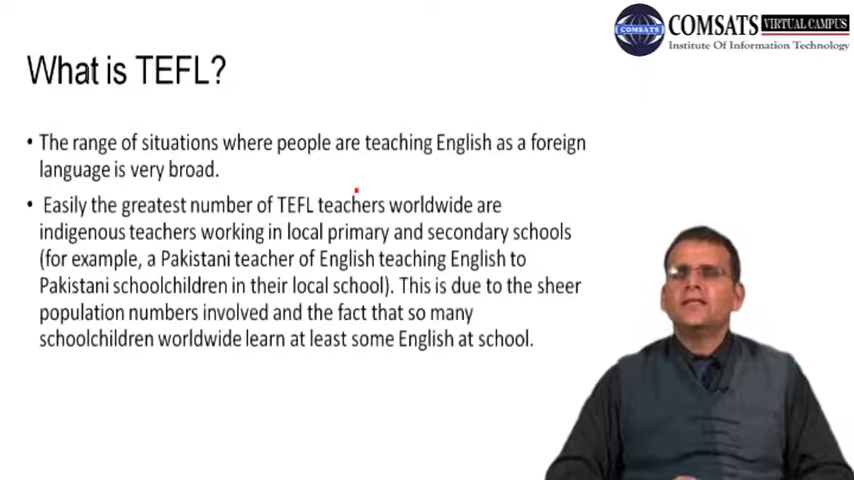 COMSATS VIRTUAL CAMPUS
COMSATS
Institute Of Information Technology
What is TEFL?
• The range of situations where people are teaching English as a foreign
language is very broad.
• Easily the greatest number of TEFL teachers worldwide are
indigenous teachers working in local primary and secondary schools
(for example, a Pakistani teacher of English teaching English to
Pakistani schoolchildren in their local school). This is due to the sheer
population numbers involved and the fact that so many
schoolchildren worldwide learn at least some English at school.